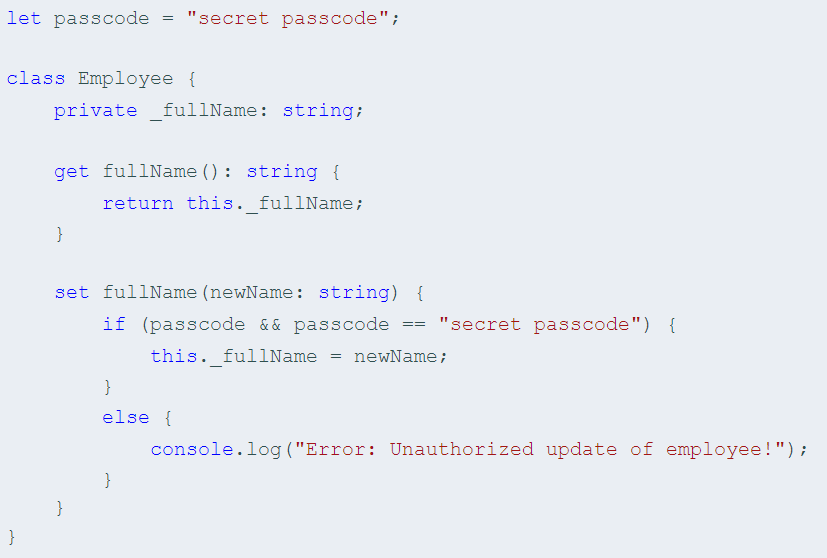 let passcode = "secret passcode";
class Employee {
    private _fullName: string;
    get fullName(): string {
        return this._fullName;
    }
    set fullName(newName: string) {
        if (passcode && passcode == "secret passcode") {
            this._fullName = newName;
        }
        else {
            console.log("Error: Unauthorized update of employee!");
        }
    }
}